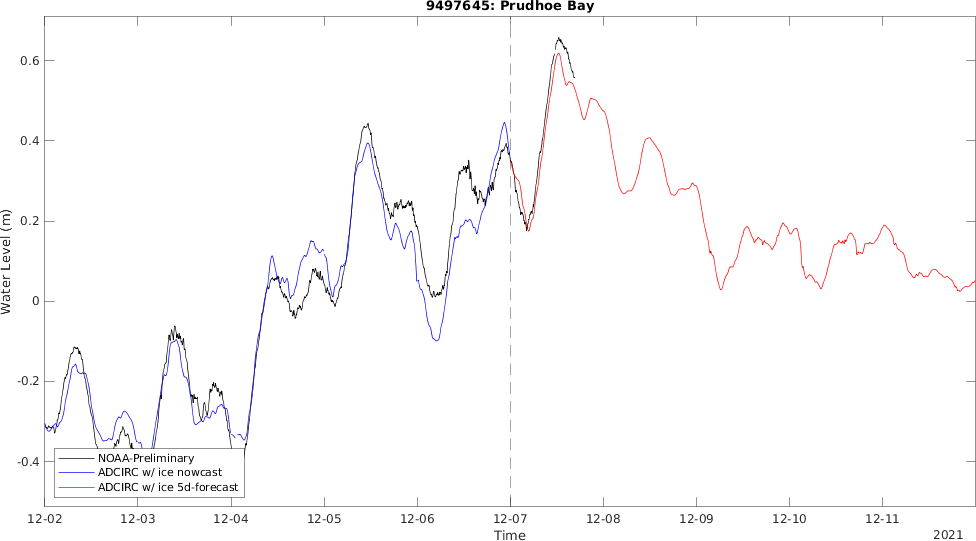 9497645: Prudhoe Bay
Water Level (m)
0.6
0.4
0.2
0
-0.2
-0.4
NOAA-Preliminary
ADCIRC w/ ice nowcast
ADCIRC w/ ice 5d-forecast
12-02 12-03 12-04 12-05 12-06 12-07 12-08 12-09 12-10 12-11
Time
2021